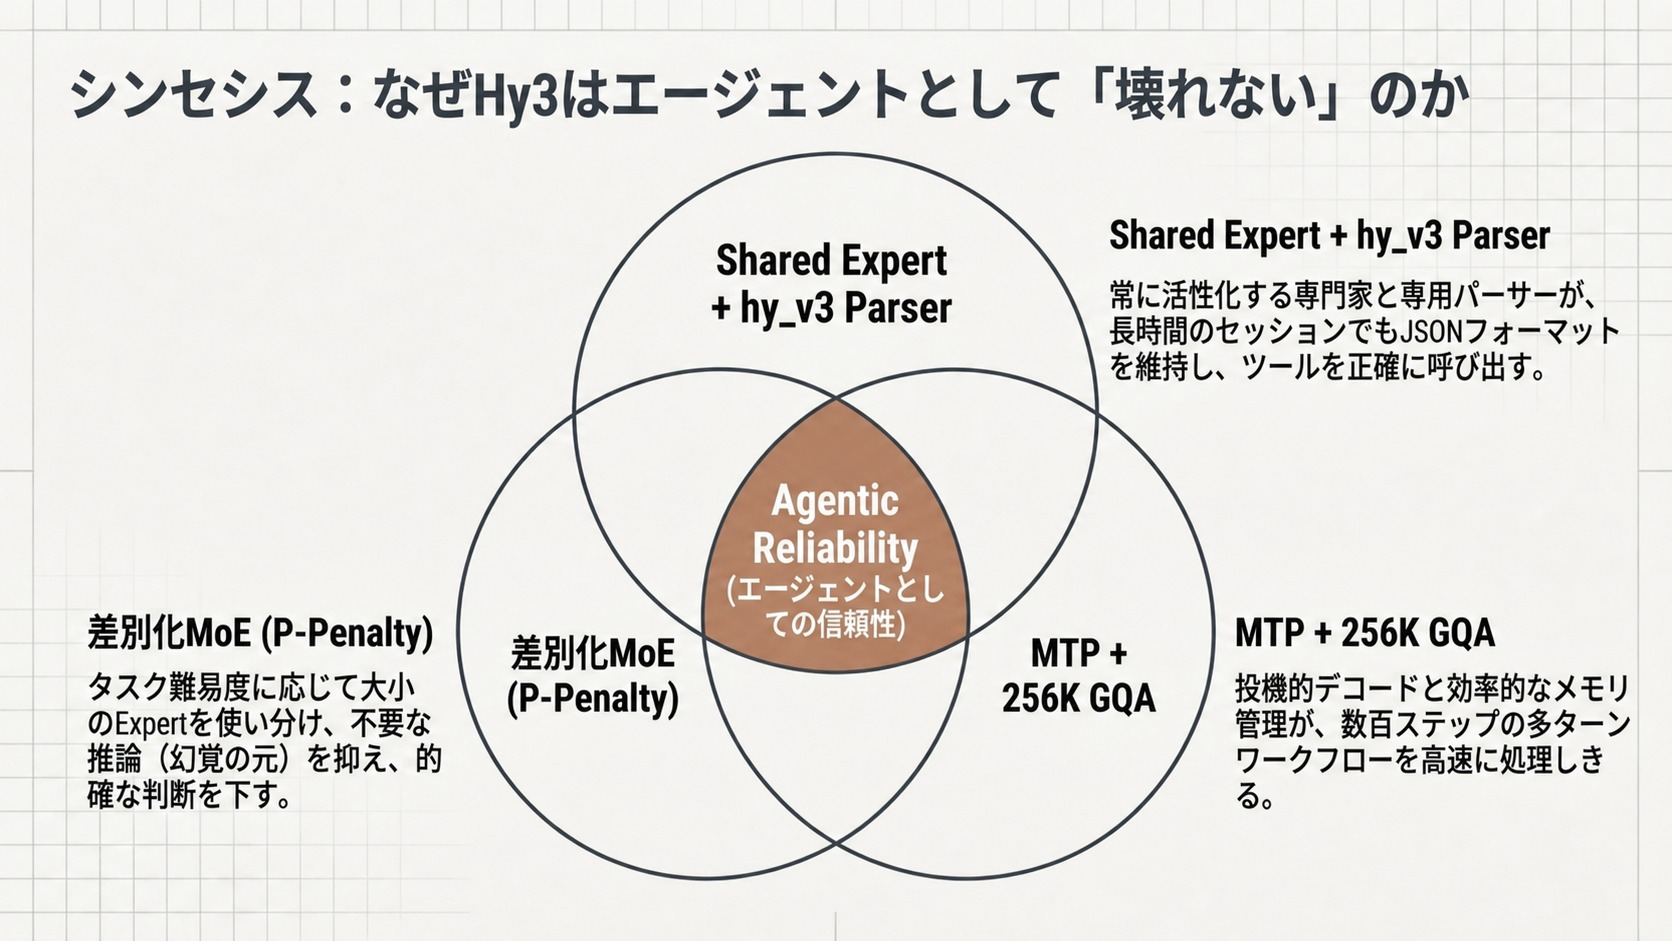 シンセシス：なぜHy3はエージェントとして「壊れない」のか
Shared Expert
+ hy_v3 Parser
Shared Expert + hy_v3 Parser
常に活性化する専門家と専用パーサーが、
長時間のセッションでもJSONフォーマット
を維持し、ツールを正確に呼び出す。
Agentic
Reliability
(エージェントとし
ての信頼性)
差別化MoE (P-Penalty)
タスク難易度に応じて大小
のExpertを使い分け、不要な
推論（幻覚の元）を抑え、的
確な判断を下す。
差別化MoE
(P-Penalty)
MTP +
256K GQA
MTP + 256K GQA
投機的デコードと効率的なメモリ
管理が、数百ステップの多ターン
ワークフローを高速に処理しき
る。